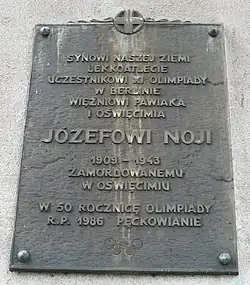 SYNOWI NASZEJ ZIEMI
LEKKOATLECIE
UCZESTNIKOWI XI OLIMPIADY
W BERLINIE
WIĘŹNIOWI PAWIAKA
I OŚWIĘCIMIA
JÓZEFOWI NOJI
1909 - 1943
ZAMORDOWANEMU
W OŚWIĘCIMIU
W 50 ROCZNICĘ OLIMPIADY
R.P. 1986 PĘCKOWIANIE